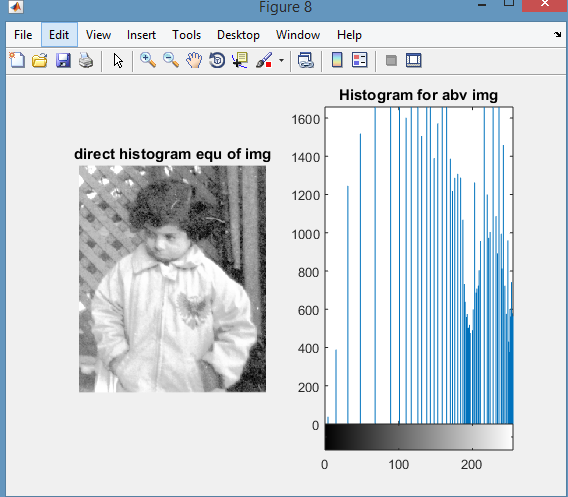 Figure 8
File Edit View Insert Tools Desktop Window Help
direct histogram equ of img
Histogram for abv img
1600
1400
1200
1000
800
600
400
200
0
0 100 200